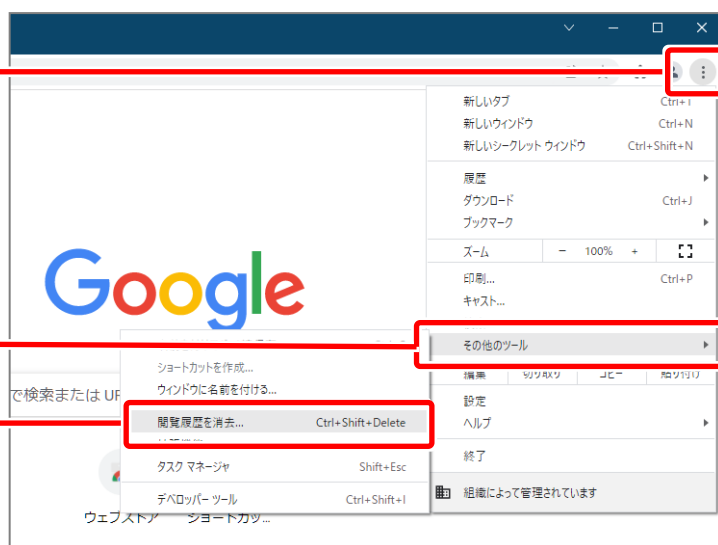 新しいタブ Ctrl+T
新しいウィンドウ Ctrl+N
新しいシークレット ウィンドウ Ctrl+Shift+N
履歴
ダウンロード Ctrl+J
ブックマーク
ズーム − 100% +
印刷... Ctrl+P
キャスト...
その他のツール
編集 切り取り コピー 貼り付け
設定
ヘルプ
終了
組織によって管理されています
Google
ショートカットを作成...
ウィンドウに名前を付ける...
で検索または UR
閲覧履歴を消去... Ctrl+Shift+Delete
タスク マネージャ Shift+Esc
デベロッパー ツール Ctrl+Shift+I
ウェブストア ショートカッ...